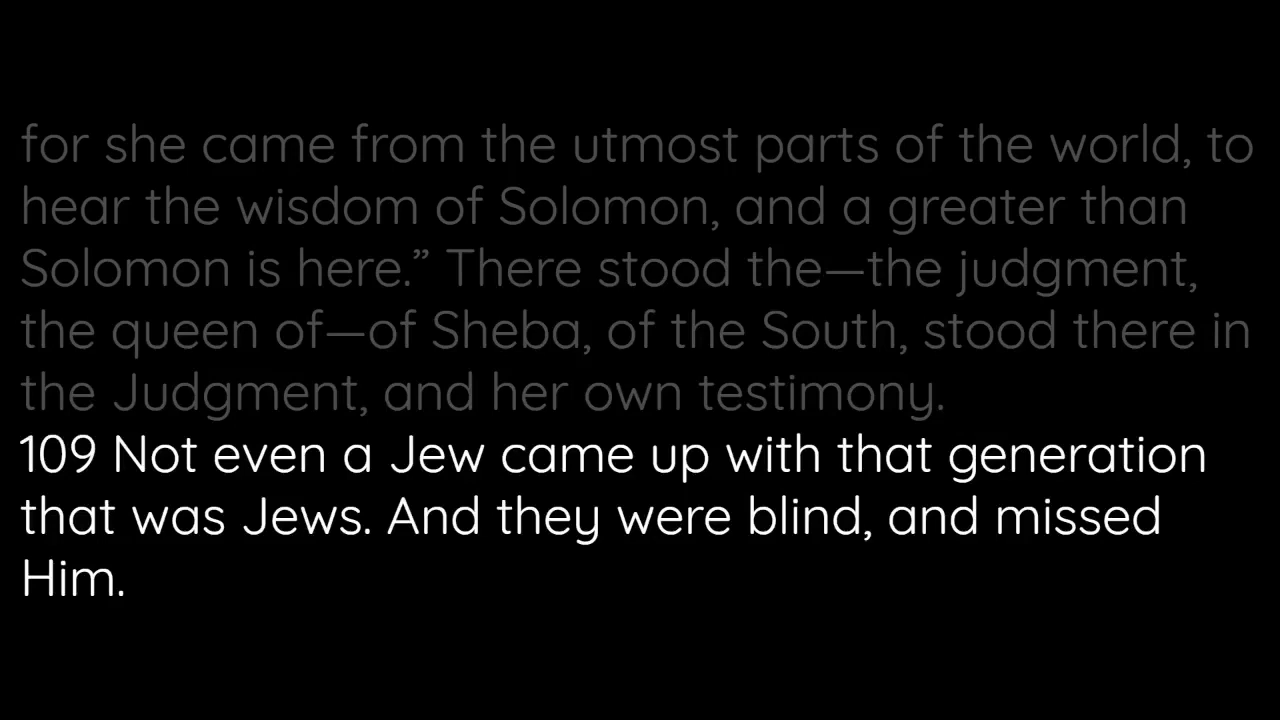 for she came from the utmost parts of the world, to
hear the wisdom of Solomon, and a greater than
Solomon is here.” There stood the—the judgment,
the queen of—of Sheba, of the South, stood there in
the Judgment, and her own testimony.
109 Not even a Jew came up with that generation
that was Jews. And they were blind, and missed
Him.